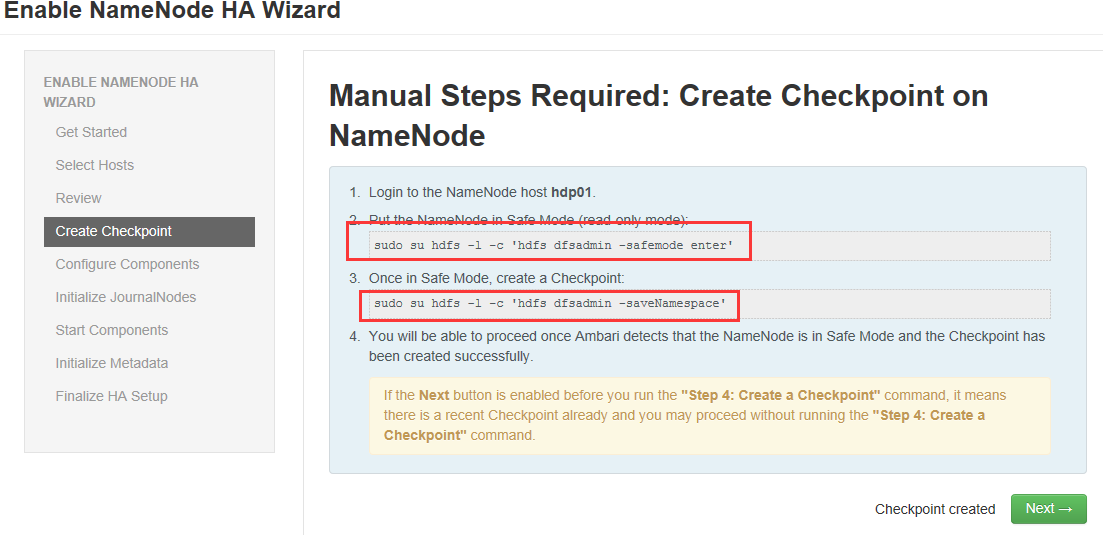 Enable NameNode HA Wizard
ENABLE NAMENODE HA
WIZARD
Get Started
Select Hosts
Review
Create Checkpoint
Configure Components
Initialize JournalNodes
Start Components
Initialize Metadata
Finalize HA Setup
Manual Steps Required: Create Checkpoint on
NameNode
1. Login to the NameNode host hdp01.
2. Put the NameNode in Safe Mode (read-only mode):
sudo su hdfs -l -c 'hdfs dfsadmin -safemode enter'
3. Once in Safe Mode, create a Checkpoint:
sudo su hdfs -l -c 'hdfs dfsadmin -saveNamespace'
4. You will be able to proceed once Ambari detects that the NameNode is in Safe Mode and the Checkpoint has
been created successfully.
If the Next button is enabled before you run the "Step 4: Create a Checkpoint" command, it means
there is a recent Checkpoint already and you may proceed without running the "Step 4: Create a
Checkpoint" command.
Checkpoint created
Next →